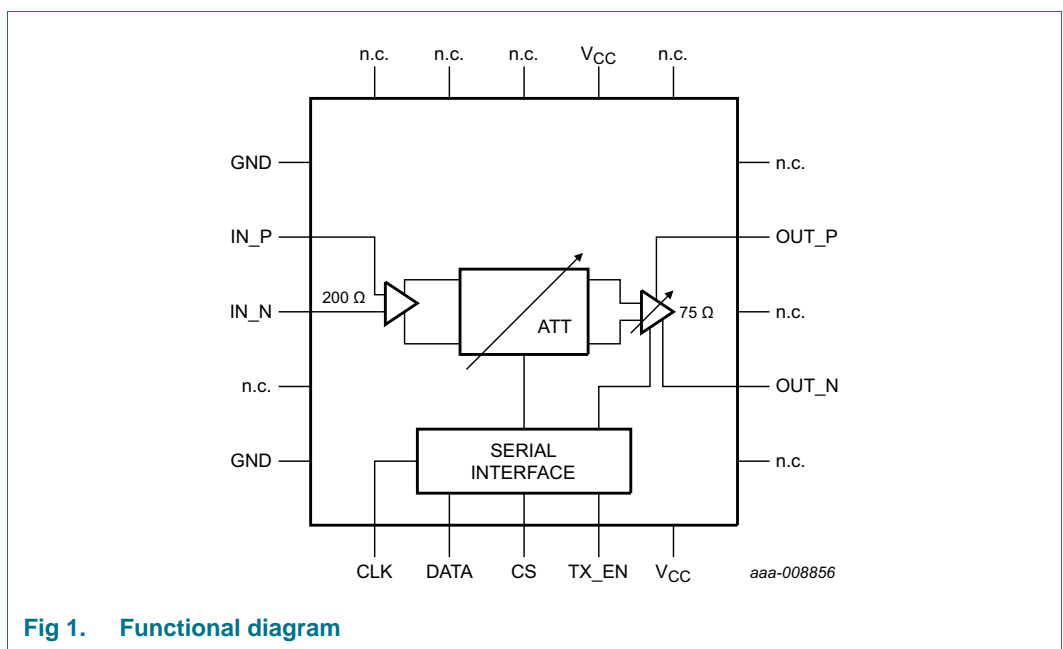 n.c. n.c. n.c. VCC n.c.
GND n.c.
IN_P OUT_P
200 Ω 75 Ω
IN_N ATT n.c.
n.c. OUT_N
SERIAL
INTERFACE
GND n.c.
CLK DATA CS TX_EN VCC aaa-008856
Fig 1. Functional diagram